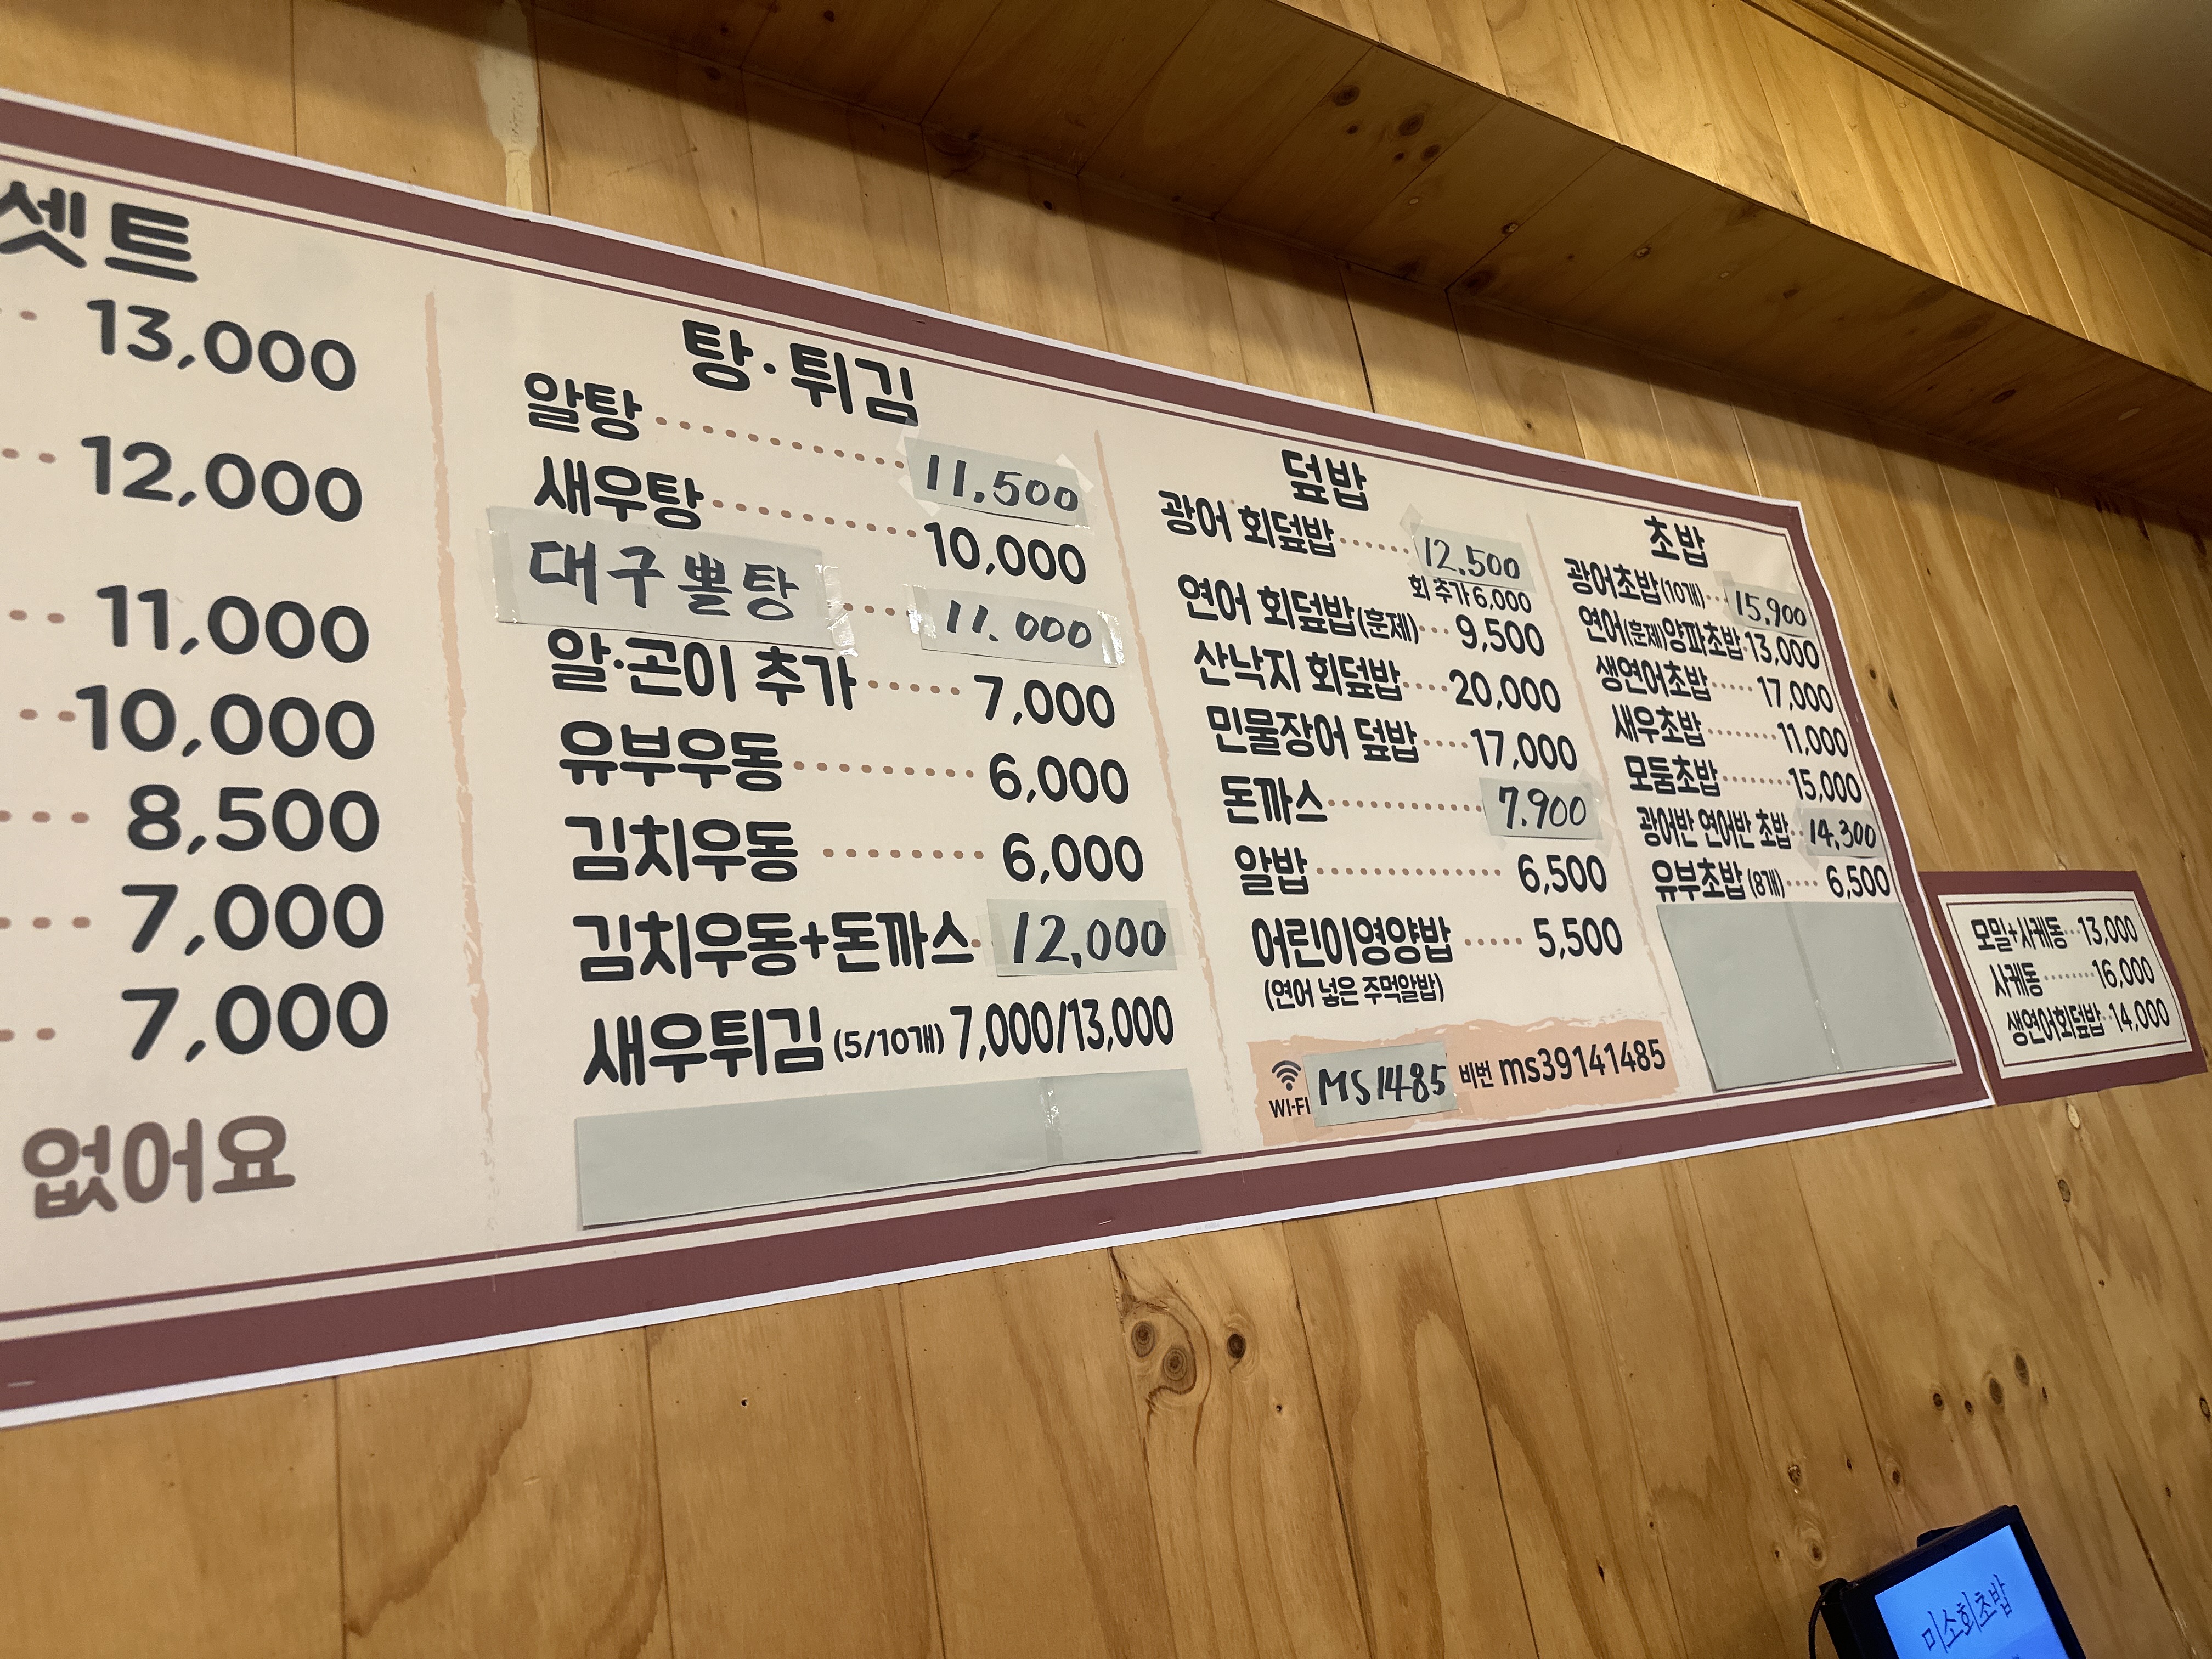 셋트
13,000
12,000
11,000
10,000
8,500
7,000
7,000
없어요
탕·튀김
알탕 11,500
새우탕 10,000
대구뽈탕 11.000
알·곤이 추가 7,000
유부우동 6,000
김치우동 6,000
김치우동+돈까스 12,000
새우튀김 (5/10개) 7,000/13,000
덮밥
광어 회덮밥 12,500
회 추가 6,000
연어 회덮밥(훈제) 9,500
산낙지 회덮밥 20,000
민물장어 덮밥 17,000
돈까스 7.900
알밥 6,500
어린이영양밥 5,500
(연어 넣은 주먹알밥)
WI-FI MS1485 비번 ms39141485
초밥
광어초밥(10개) 15,900
연어(훈제)양파초밥 13,000
생연어초밥 17,000
새우초밥 11,000
모둠초밥 15,000
광어반 연어반 초밥 14,300
유부초밥 (8개) 6,500
모밀+사케동 13,000
사케동 16,000
생연어회덮밥 14,000
미소회초밥